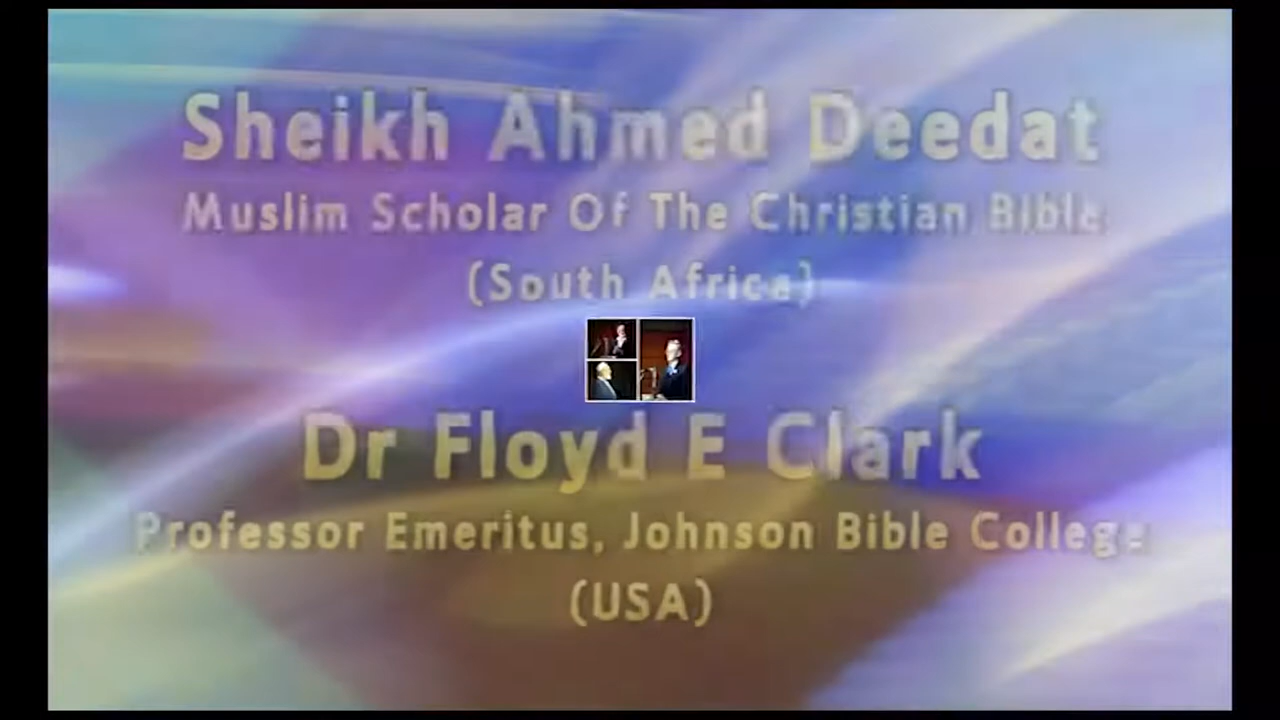 Sheikh Ahmed Deedat
Muslim Scholar Of The Christian Bible
(South Africa)
Dr Floyd E Clark
Professor Emeritus, Johnson Bible College
(USA)